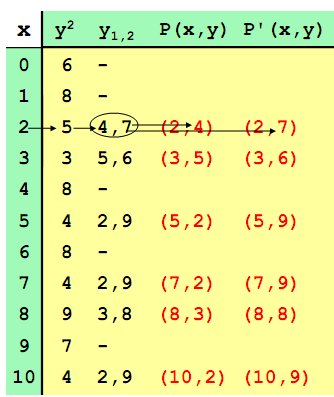 x y² y₁,₂ P(x,y) P'(x,y)
0 6 -
1 8 -
2 5 4,7 (2,4) (2,7)
3 3 5,6 (3,5) (3,6)
4 8 -
5 4 2,9 (5,2) (5,9)
6 8 -
7 4 2,9 (7,2) (7,9)
8 9 3,8 (8,3) (8,8)
9 7 -
10 4 2,9 (10,2) (10,9)